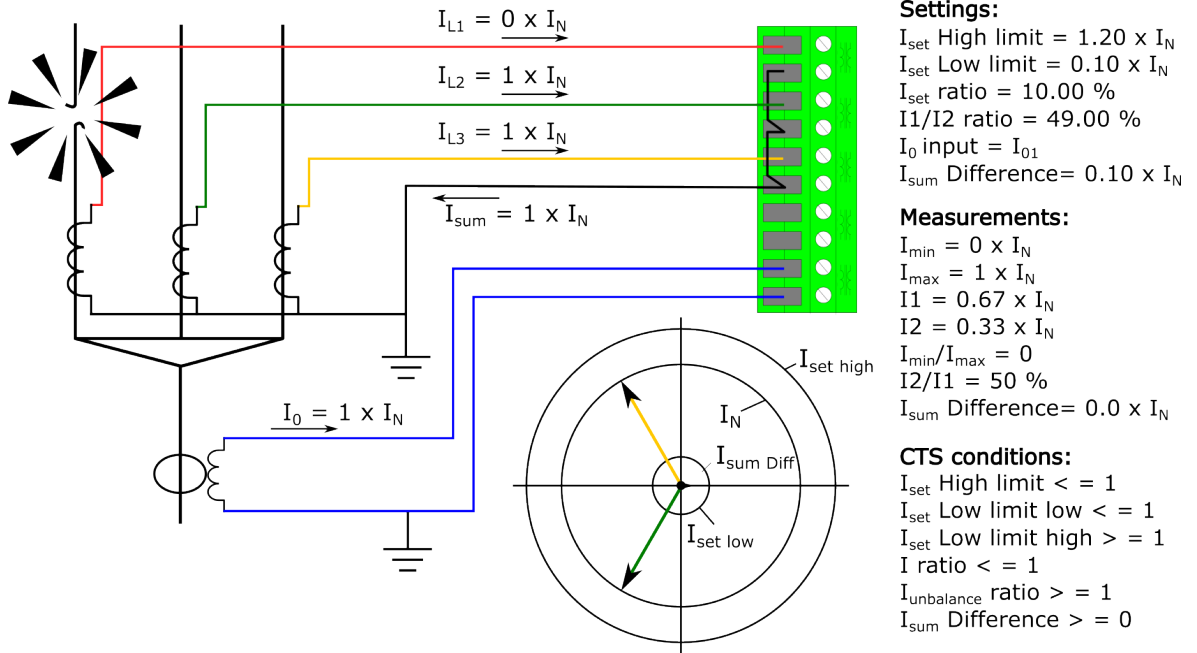 I_L1 = 0 x I_N
I_L2 = 1 x I_N
I_L3 = 1 x I_N
I_sum = 1 x I_N
I_0 = 1 x I_N
I_set high
I_N
I_sum Diff
I_set low
Settings:
I_set High limit = 1.20 x I_N
I_set Low limit = 0.10 x I_N
I_set ratio = 10.00 %
I1/I2 ratio = 49.00 %
I_0 input = I_01
I_sum Difference= 0.10 x I_N
Measurements:
I_min = 0 x I_N
I_max = 1 x I_N
I1 = 0.67 x I_N
I2 = 0.33 x I_N
I_min/I_max = 0
I2/I1 = 50 %
I_sum Difference= 0.0 x I_N
CTS conditions:
I_set High limit < = 1
I_set Low limit low < = 1
I_set Low limit high > = 1
I ratio < = 1
I_unbalance ratio > = 1
I_sum Difference > = 0